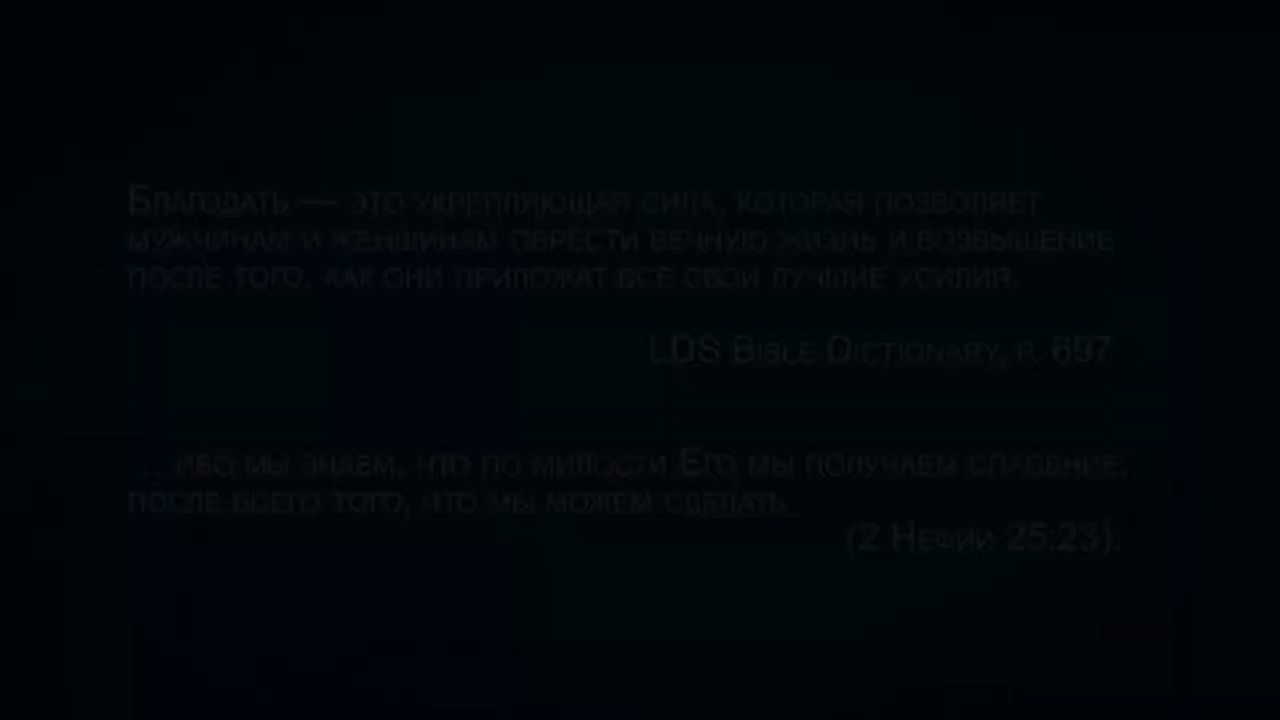 Благодать — это укрепляющая сила, которая позволяет
мужчинам и женщинам обрести вечную жизнь и возвышение
после того, как они приложат все свои лучшие усилия.
LDS Bible Dictionary, p. 697
... ибо мы знаем, что по милости Его мы получаем спасение,
после всего того, что мы можем сделать.
(2 Нефий 25:23).